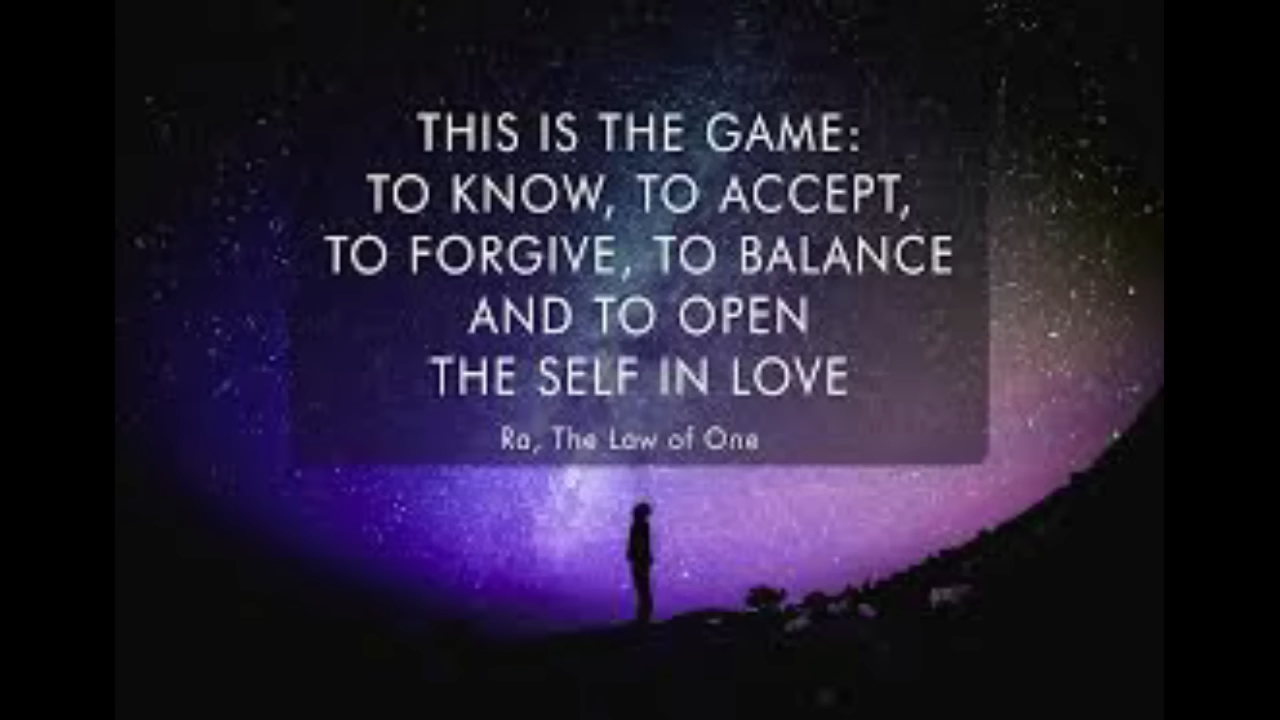 THIS IS THE GAME:
TO KNOW, TO ACCEPT,
TO FORGIVE, TO BALANCE
AND TO OPEN
THE SELF IN LOVE
Ra, The Law of One